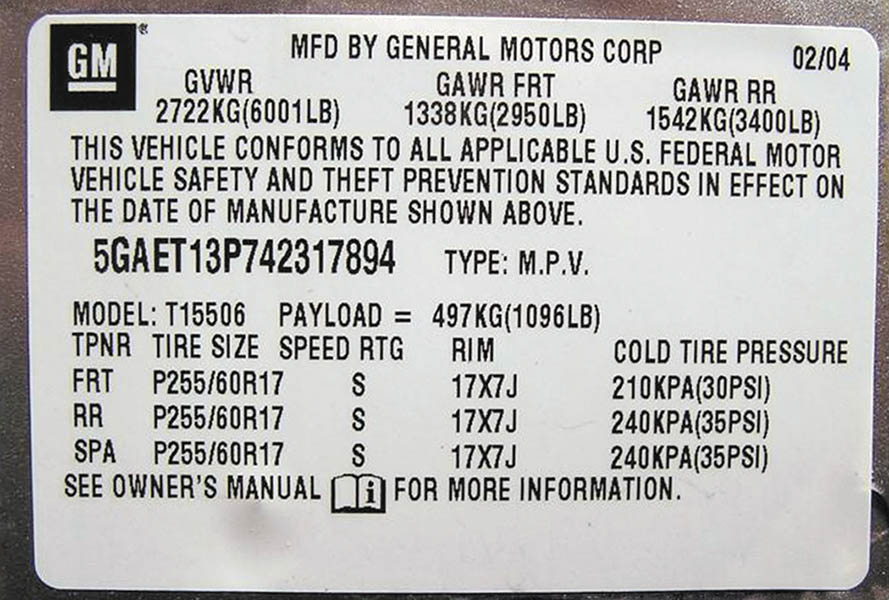 GM®
MFD BY GENERAL MOTORS CORP 02/04
GVWR GAWR FRT GAWR RR
2722KG(6001LB) 1338KG(2950LB) 1542KG(3400LB)
THIS VEHICLE CONFORMS TO ALL APPLICABLE U.S. FEDERAL MOTOR
VEHICLE SAFETY AND THEFT PREVENTION STANDARDS IN EFFECT ON
THE DATE OF MANUFACTURE SHOWN ABOVE.
5GAET13P742317894 TYPE: M.P.V.
MODEL: T15506 PAYLOAD = 497KG(1096LB)
TPNR TIRE SIZE SPEED RTG RIM COLD TIRE PRESSURE
FRT P255/60R17 S 17X7J 210KPA(30PSI)
RR P255/60R17 S 17X7J 240KPA(35PSI)
SPA P255/60R17 S 17X7J 240KPA(35PSI)
SEE OWNER'S MANUAL i FOR MORE INFORMATION.